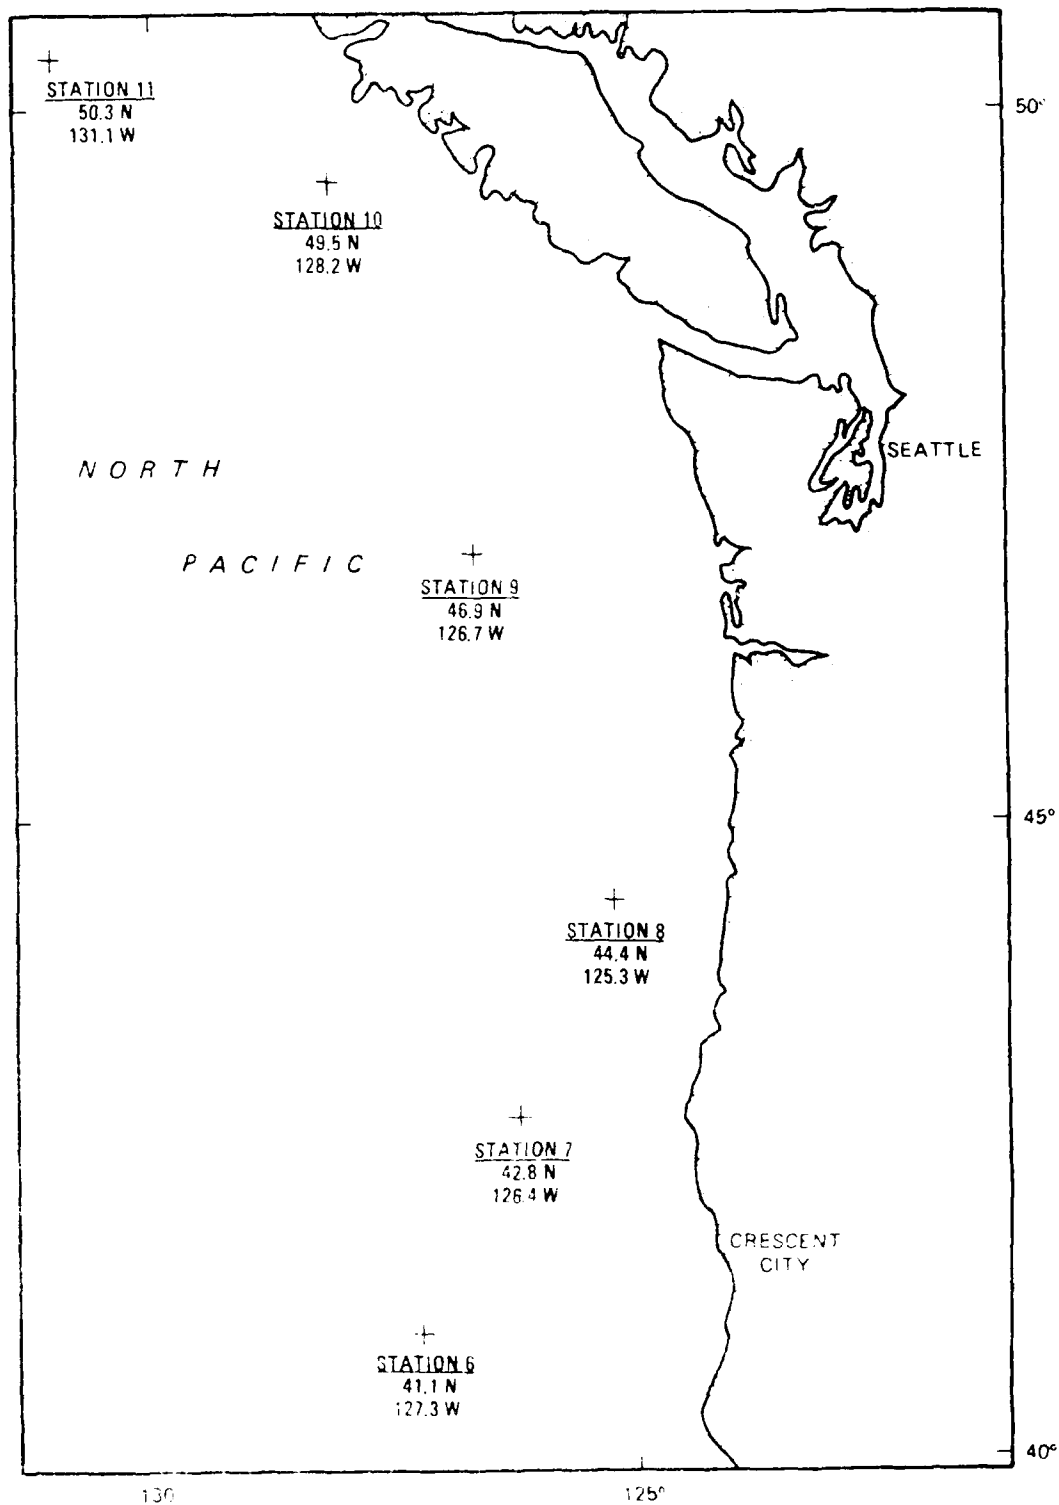 STATION 11
50.3 N
131.1 W
50°
STATION 10
49.5 N
128.2 W
SEATTLE
NORTH
PACIFIC
STATION 9
46.9 N
126.7 W
45°
STATION 8
44.4 N
125.3 W
STATION 7
42.8 N
126.4 W
CRESCENT
CITY
STATION 6
41.1 N
127.3 W
40°
130
125°